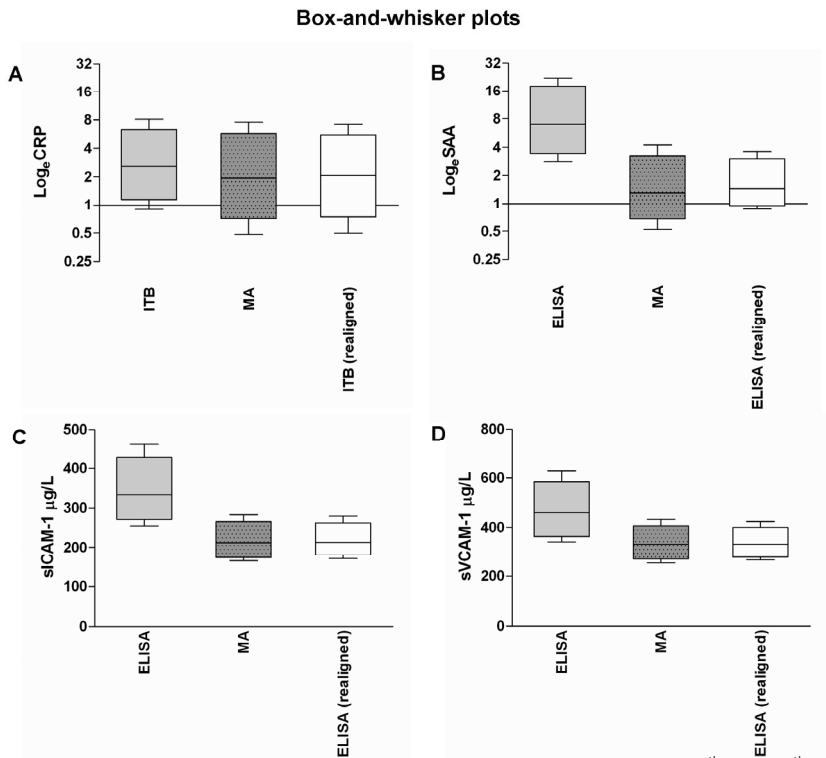 Box-and-whisker plots
A
32
16
8
4
2
1
0.5
0.25
LogeCRP
ITB
MA
ITB (realigned)
B
32
16
8
4
2
1
0.5
0.25
LogeSAA
ELISA
MA
ELISA (realigned)
C
500
400
300
200
100
0
sICAM-1 µg/L
ELISA
MA
ELISA (realigned)
D
800
600
400
200
0
sVCAM-1 µg/L
ELISA
MA
ELISA (realigned)